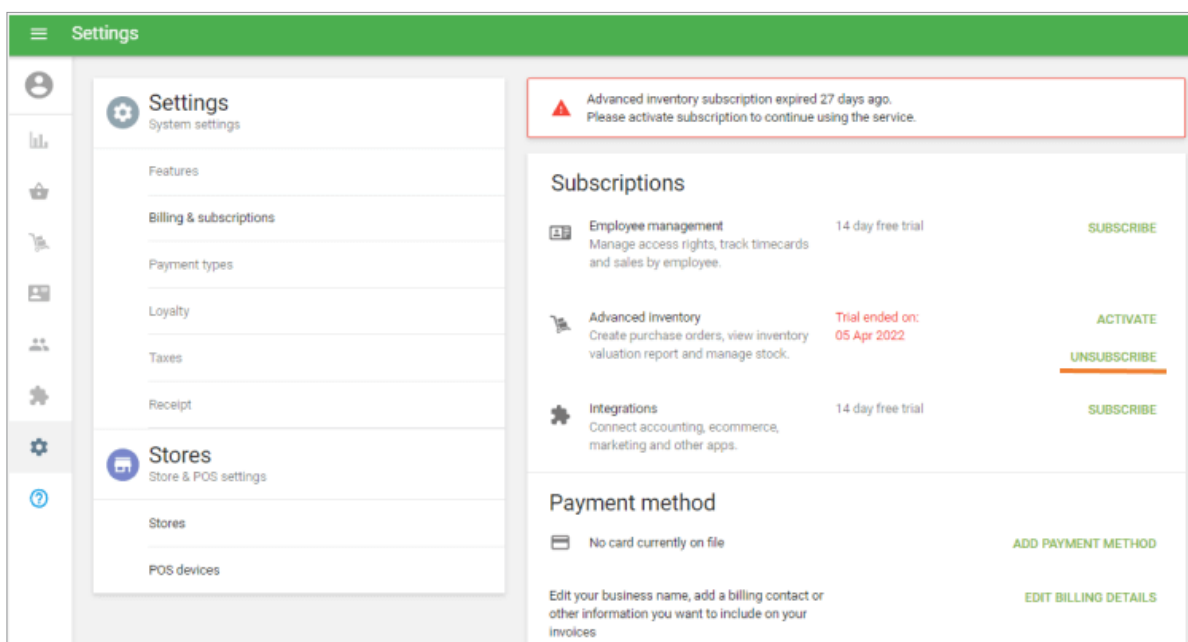 Settings
Settings
System settings
Features
Billing & subscriptions
Payment types
Loyalty
Taxes
Receipt
Stores
Store & POS settings
Stores
POS devices
Advanced inventory subscription expired 27 days ago.
Please activate subscription to continue using the service.
Subscriptions
Employee management
Manage access rights, track timecards
and sales by employee.
14 day free trial
SUBSCRIBE
Advanced inventory
Create purchase orders, view inventory
valuation report and manage stock.
Trial ended on:
05 Apr 2022
ACTIVATE
UNSUBSCRIBE
Integrations
Connect accounting, ecommerce,
marketing and other apps.
14 day free trial
SUBSCRIBE
Payment method
No card currently on file
ADD PAYMENT METHOD
Edit your business name, add a billing contact or
other information you want to include on your
invoices
EDIT BILLING DETAILS